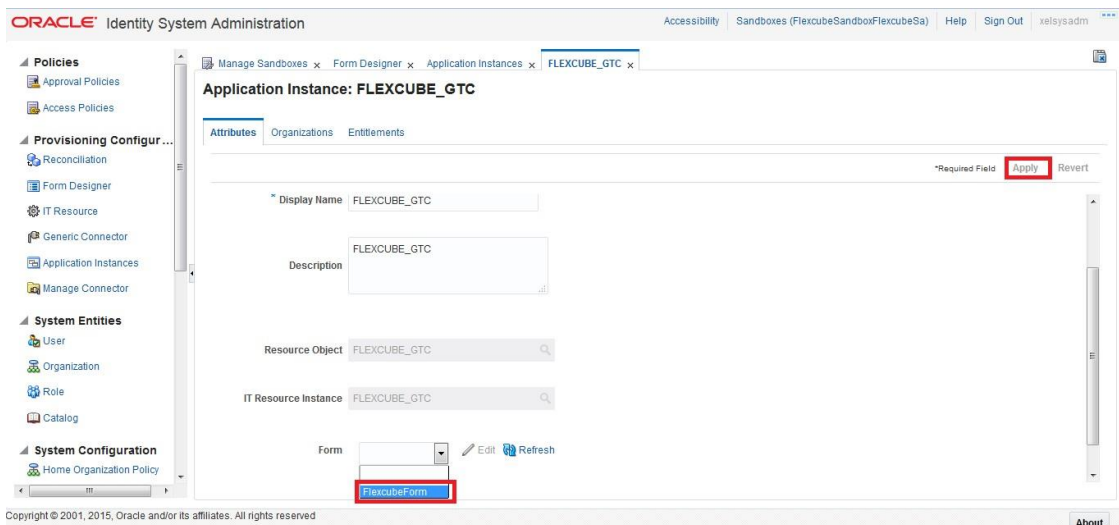 ORACLE® Identity System Administration
Accessibility Sandboxes (FlexcubeSandboxFlexcubeSa) Help Sign Out xelsysadm
Policies
Approval Policies
Access Policies
Provisioning Configur...
Reconciliation
Form Designer
IT Resource
Generic Connector
Application Instances
Manage Connector
System Entities
User
Organization
Role
Catalog
System Configuration
Home Organization Policy
Manage Sandboxes x Form Designer x Application Instances x FLEXCUBE_GTC x
Application Instance: FLEXCUBE_GTC
Attributes Organizations Entitlements
*Required Field Apply Revert
* Display Name FLEXCUBE_GTC
Description FLEXCUBE_GTC
Resource Object FLEXCUBE_GTC
IT Resource Instance FLEXCUBE_GTC
Form Edit Refresh
FlexcubeForm
Copyright © 2001, 2015, Oracle and/or its affiliates. All rights reserved
About